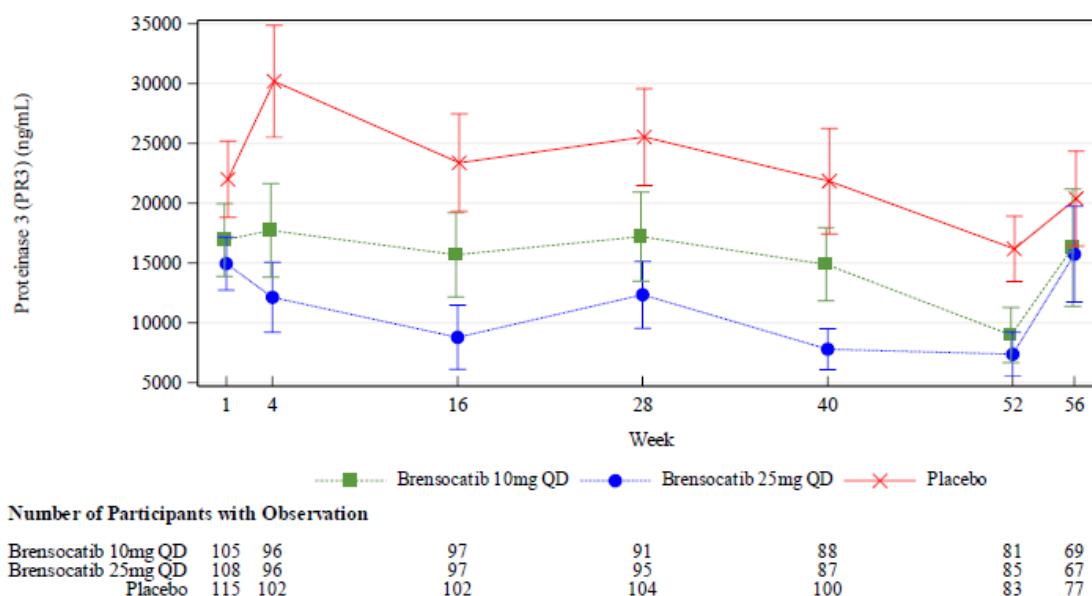 35000
30000
25000
20000
15000
10000
5000
Proteinase 3 (PR3) (ng/mL)
1 4 16 28 40 52 56
Week
Brensocatib 10mg QD Brensocatib 25mg QD Placebo
Number of Participants with Observation
Brensocatib 10mg QD 105 96 97 91 88 81 69
Brensocatib 25mg QD 108 96 97 95 87 85 67
Placebo 115 102 102 104 100 83 77